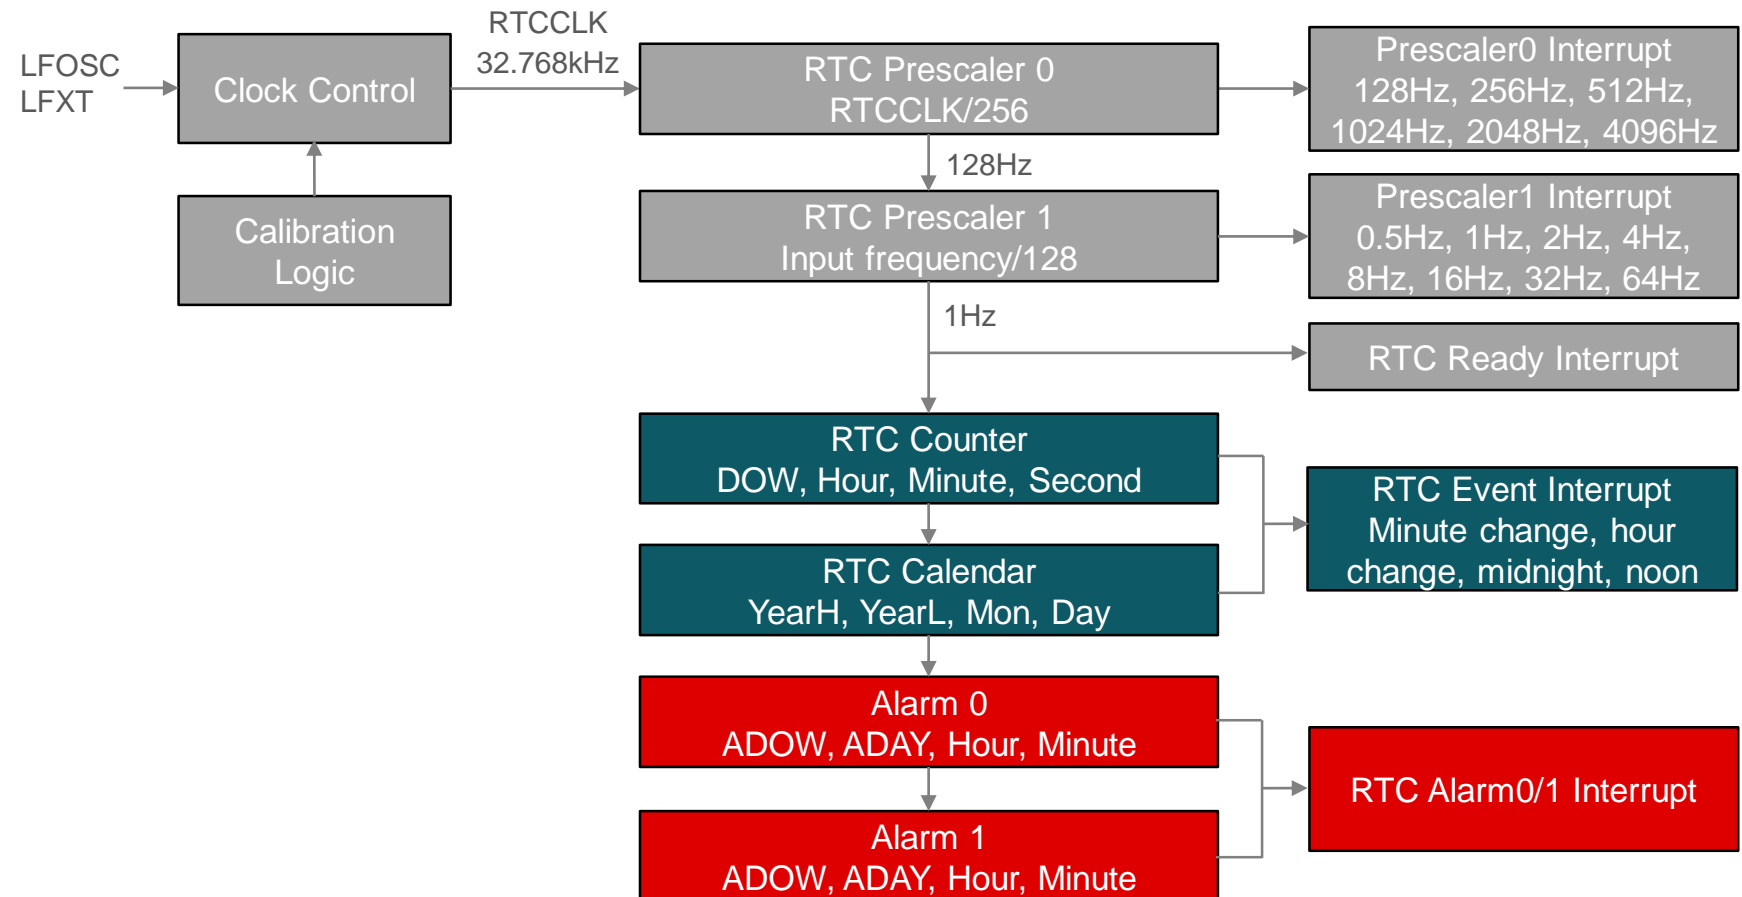 RTCCLK
32.768kHz
LFOSC
LFXT
Clock Control
RTC Prescaler 0
RTCCLK/256
Prescaler0 Interrupt
128Hz, 256Hz, 512Hz,
1024Hz, 2048Hz, 4096Hz
128Hz
Calibration
Logic
RTC Prescaler 1
Input frequency/128
Prescaler1 Interrupt
0.5Hz, 1Hz, 2Hz, 4Hz,
8Hz, 16Hz, 32Hz, 64Hz
1Hz
RTC Ready Interrupt
RTC Counter
DOW, Hour, Minute, Second
RTC Event Interrupt
Minute change, hour
change, midnight, noon
RTC Calendar
YearH, YearL, Mon, Day
Alarm 0
ADOW, ADAY, Hour, Minute
RTC Alarm0/1 Interrupt
Alarm 1
ADOW, ADAY, Hour, Minute